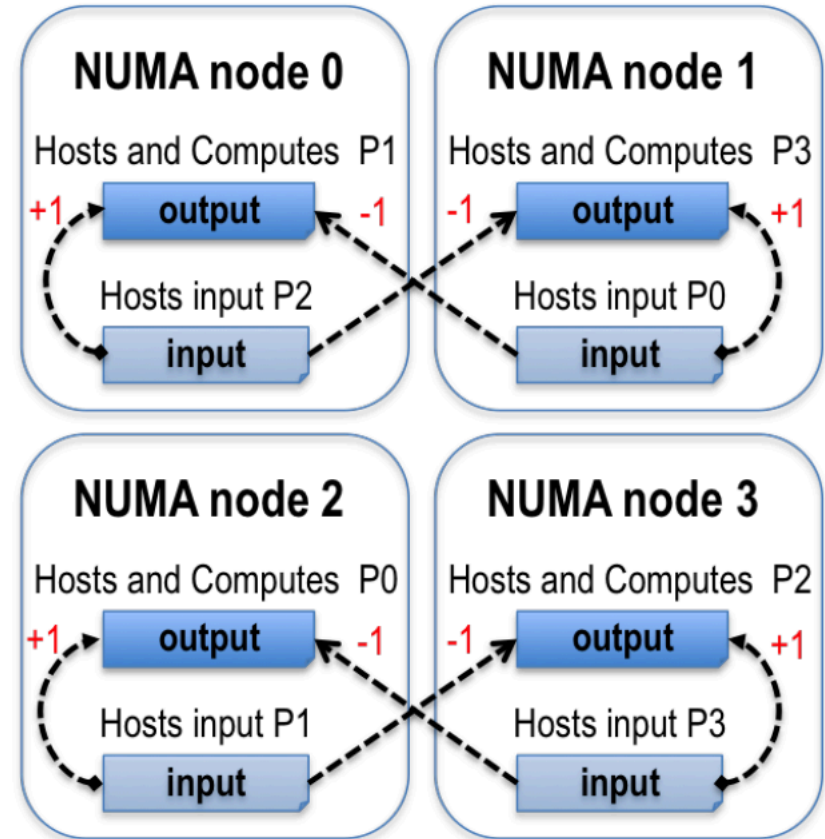 NUMA node 0
Hosts and Computes P1
+1
output
-1
Hosts input P2
input
NUMA node 1
Hosts and Computes P3
-1
output
+1
Hosts input P0
input
NUMA node 2
Hosts and Computes P0
+1
output
-1
Hosts input P1
input
NUMA node 3
Hosts and Computes P2
-1
output
+1
Hosts input P3
input